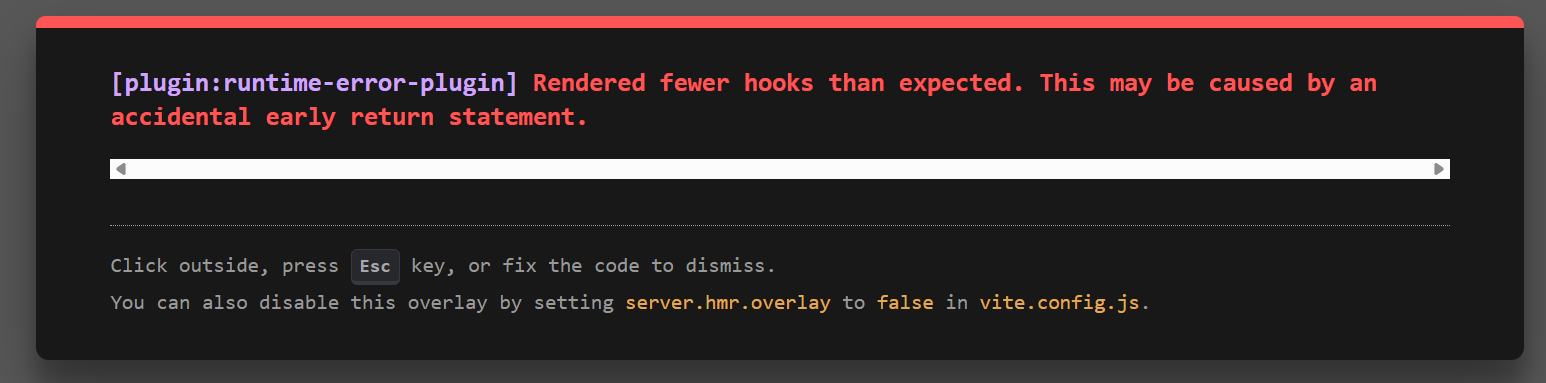 [plugin:runtime-error-plugin] Rendered fewer hooks than expected. This may be caused by an
accidental early return statement.
Click outside, press Esc key, or fix the code to dismiss.
You can also disable this overlay by setting server.hmr.overlay to false in vite.config.js.